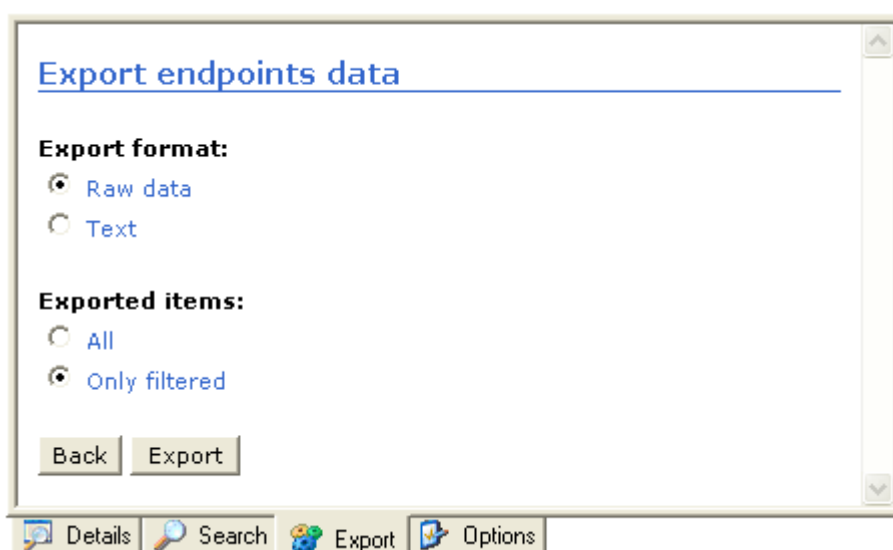 Export endpoints data
Export format:
Raw data
Text
Exported items:
All
Only filtered
Back Export
Details Search Export Options